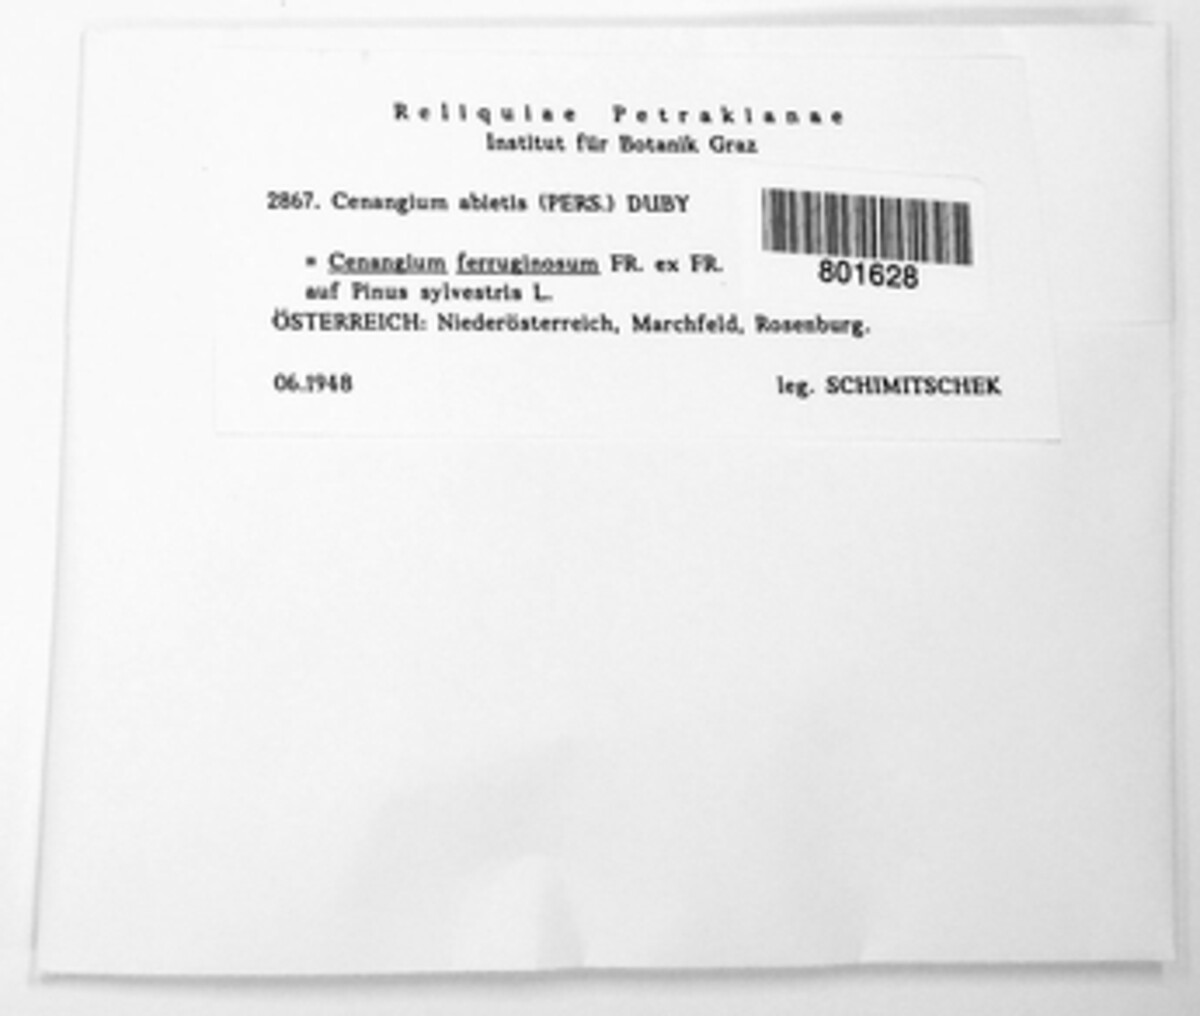 Reliquiae Petrakianae
Institut für Botanik Graz
2867. Cenangium abietis (PERS.) DUBY
= Cenangium ferruginosum FR. ex FR.
auf Pinus sylvestris L.
ÖSTERREICH: Niederösterreich, Marchfeld, Rosenburg.
06.1948 leg. SCHIMITSCHEK
801628